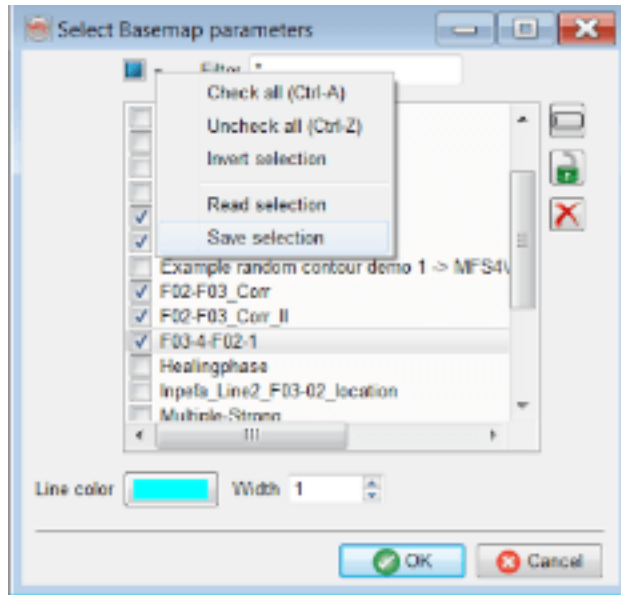 Select Basemap parameters
Filter *
Check all (Ctrl-A)
Uncheck all (Ctrl-Z)
Invert selection
Read selection
Save selection
Example random contour demo 1 -> MFS4\
F02-F03_Corr
F02-F03_Corr_II
F03-4-F02-1
Healingphase
Inpefa_Line2_F03-02_location
Multiple-Strong
Line color
Width 1
OK
Cancel